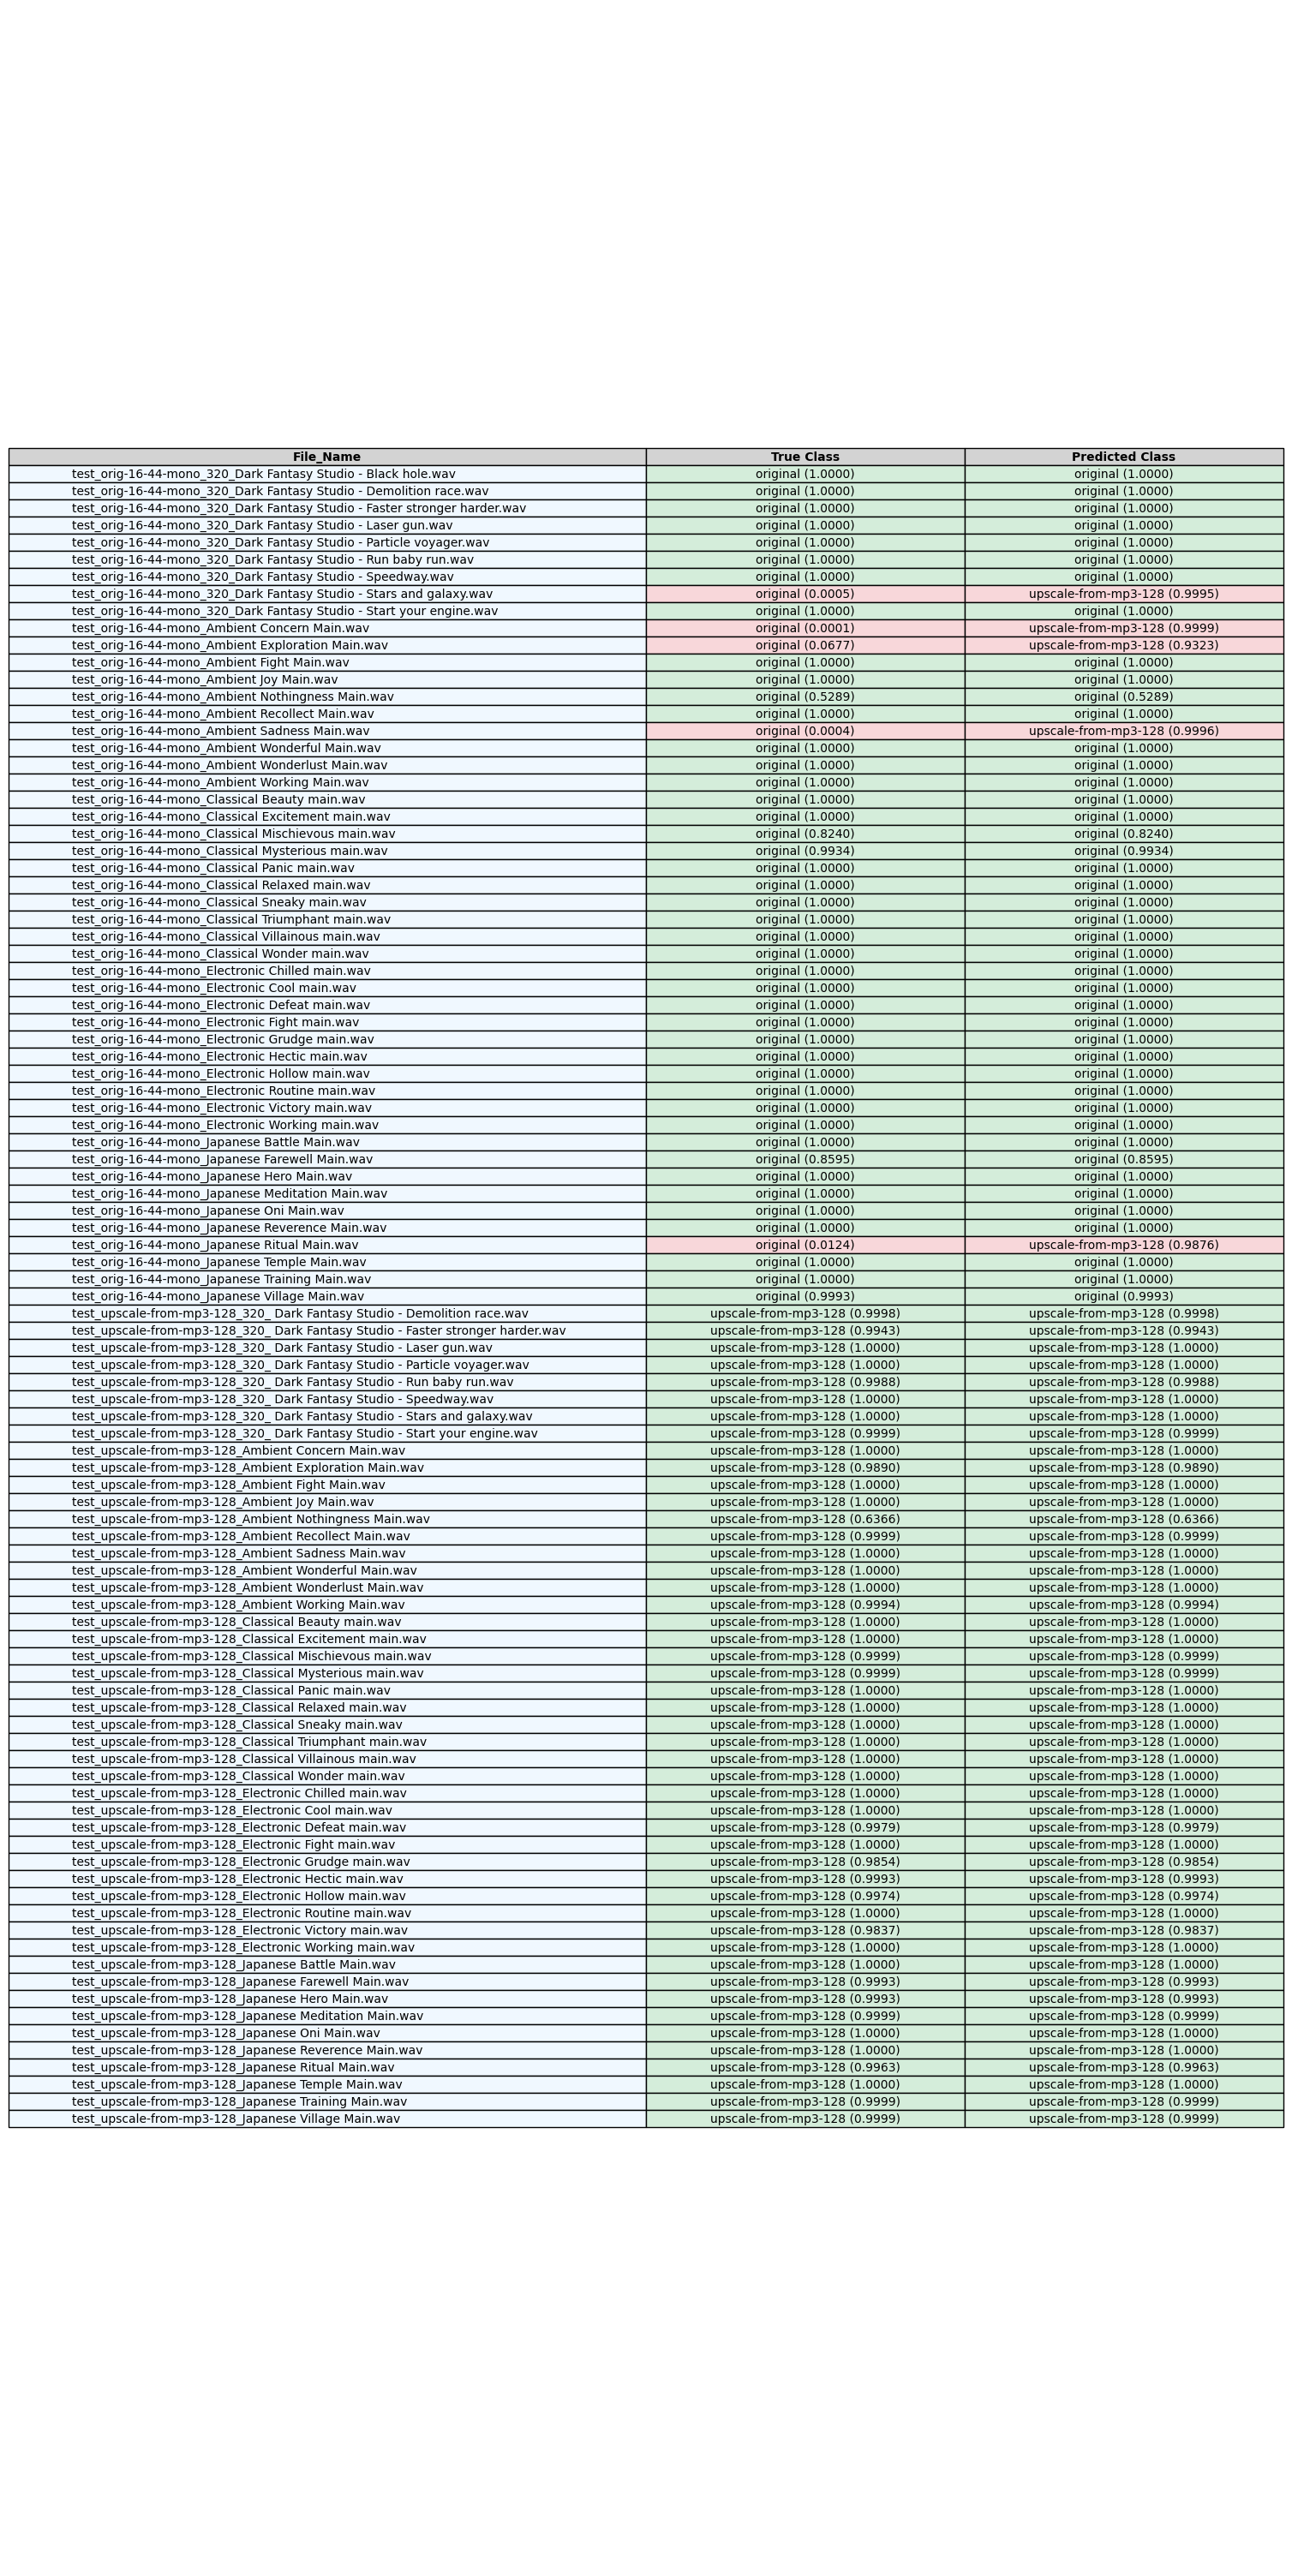 File_Name True Class Predicted Class
test_orig-16-44-mono_320_Dark Fantasy Studio - Black hole.wav original (1.0000) original (1.0000)
test_orig-16-44-mono_320_Dark Fantasy Studio - Demolition race.wav original (1.0000) original (1.0000)
test_orig-16-44-mono_320_Dark Fantasy Studio - Faster stronger harder.wav original (1.0000) original (1.0000)
test_orig-16-44-mono_320_Dark Fantasy Studio - Laser gun.wav original (1.0000) original (1.0000)
test_orig-16-44-mono_320_Dark Fantasy Studio - Particle voyager.wav original (1.0000) original (1.0000)
test_orig-16-44-mono_320_Dark Fantasy Studio - Run baby run.wav original (1.0000) original (1.0000)
test_orig-16-44-mono_320_Dark Fantasy Studio - Speedway.wav original (1.0000) original (1.0000)
test_orig-16-44-mono_320_Dark Fantasy Studio - Stars and galaxy.wav original (0.0005) upscale-from-mp3-128 (0.9995)
test_orig-16-44-mono_320_Dark Fantasy Studio - Start your engine.wav original (1.0000) original (1.0000)
test_orig-16-44-mono_Ambient Concern Main.wav original (0.0001) upscale-from-mp3-128 (0.9999)
test_orig-16-44-mono_Ambient Exploration Main.wav original (0.0677) upscale-from-mp3-128 (0.9323)
test_orig-16-44-mono_Ambient Fight Main.wav original (1.0000) original (1.0000)
test_orig-16-44-mono_Ambient Joy Main.wav original (1.0000) original (1.0000)
test_orig-16-44-mono_Ambient Nothingness Main.wav original (0.5289) original (0.5289)
test_orig-16-44-mono_Ambient Recollect Main.wav original (1.0000) original (1.0000)
test_orig-16-44-mono_Ambient Sadness Main.wav original (0.0004) upscale-from-mp3-128 (0.9996)
test_orig-16-44-mono_Ambient Wonderful Main.wav original (1.0000) original (1.0000)
test_orig-16-44-mono_Ambient Wonderlust Main.wav original (1.0000) original (1.0000)
test_orig-16-44-mono_Ambient Working Main.wav original (1.0000) original (1.0000)
test_orig-16-44-mono_Classical Beauty main.wav original (1.0000) original (1.0000)
test_orig-16-44-mono_Classical Excitement main.wav original (1.0000) original (1.0000)
test_orig-16-44-mono_Classical Mischievous main.wav original (0.8240) original (0.8240)
test_orig-16-44-mono_Classical Mysterious main.wav original (0.9934) original (0.9934)
test_orig-16-44-mono_Classical Panic main.wav original (1.0000) original (1.0000)
test_orig-16-44-mono_Classical Relaxed main.wav original (1.0000) original (1.0000)
test_orig-16-44-mono_Classical Sneaky main.wav original (1.0000) original (1.0000)
test_orig-16-44-mono_Classical Triumphant main.wav original (1.0000) original (1.0000)
test_orig-16-44-mono_Classical Villainous main.wav original (1.0000) original (1.0000)
test_orig-16-44-mono_Classical Wonder main.wav original (1.0000) original (1.0000)
test_orig-16-44-mono_Electronic Chilled main.wav original (1.0000) original (1.0000)
test_orig-16-44-mono_Electronic Cool main.wav original (1.0000) original (1.0000)
test_orig-16-44-mono_Electronic Defeat main.wav original (1.0000) original (1.0000)
test_orig-16-44-mono_Electronic Fight main.wav original (1.0000) original (1.0000)
test_orig-16-44-mono_Electronic Grudge main.wav original (1.0000) original (1.0000)
test_orig-16-44-mono_Electronic Hectic main.wav original (1.0000) original (1.0000)
test_orig-16-44-mono_Electronic Hollow main.wav original (1.0000) original (1.0000)
test_orig-16-44-mono_Electronic Routine main.wav original (1.0000) original (1.0000)
test_orig-16-44-mono_Electronic Victory main.wav original (1.0000) original (1.0000)
test_orig-16-44-mono_Electronic Working main.wav original (1.0000) original (1.0000)
test_orig-16-44-mono_Japanese Battle Main.wav original (1.0000) original (1.0000)
test_orig-16-44-mono_Japanese Farewell Main.wav original (0.8595) original (0.8595)
test_orig-16-44-mono_Japanese Hero Main.wav original (1.0000) original (1.0000)
test_orig-16-44-mono_Japanese Meditation Main.wav original (1.0000) original (1.0000)
test_orig-16-44-mono_Japanese Oni Main.wav original (1.0000) original (1.0000)
test_orig-16-44-mono_Japanese Reverence Main.wav original (1.0000) original (1.0000)
test_orig-16-44-mono_Japanese Ritual Main.wav original (0.0124) upscale-from-mp3-128 (0.9876)
test_orig-16-44-mono_Japanese Temple Main.wav original (1.0000) original (1.0000)
test_orig-16-44-mono_Japanese Training Main.wav original (1.0000) original (1.0000)
test_orig-16-44-mono_Japanese Village Main.wav original (0.9993) original (0.9993)
test_upscale-from-mp3-128_320_ Dark Fantasy Studio - Demolition race.wav upscale-from-mp3-128 (0.9998) upscale-from-mp3-128 (0.9998)
test_upscale-from-mp3-128_320_ Dark Fantasy Studio - Faster stronger harder.wav upscale-from-mp3-128 (0.9943) upscale-from-mp3-128 (0.9943)
test_upscale-from-mp3-128_320_ Dark Fantasy Studio - Laser gun.wav upscale-from-mp3-128 (1.0000) upscale-from-mp3-128 (1.0000)
test_upscale-from-mp3-128_320_ Dark Fantasy Studio - Particle voyager.wav upscale-from-mp3-128 (1.0000) upscale-from-mp3-128 (1.0000)
test_upscale-from-mp3-128_320_ Dark Fantasy Studio - Run baby run.wav upscale-from-mp3-128 (0.9988) upscale-from-mp3-128 (0.9988)
test_upscale-from-mp3-128_320_ Dark Fantasy Studio - Speedway.wav upscale-from-mp3-128 (1.0000) upscale-from-mp3-128 (1.0000)
test_upscale-from-mp3-128_320_ Dark Fantasy Studio - Stars and galaxy.wav upscale-from-mp3-128 (1.0000) upscale-from-mp3-128 (1.0000)
test_upscale-from-mp3-128_320_ Dark Fantasy Studio - Start your engine.wav upscale-from-mp3-128 (0.9999) upscale-from-mp3-128 (0.9999)
test_upscale-from-mp3-128_Ambient Concern Main.wav upscale-from-mp3-128 (1.0000) upscale-from-mp3-128 (1.0000)
test_upscale-from-mp3-128_Ambient Exploration Main.wav upscale-from-mp3-128 (0.9890) upscale-from-mp3-128 (0.9890)
test_upscale-from-mp3-128_Ambient Fight Main.wav upscale-from-mp3-128 (1.0000) upscale-from-mp3-128 (1.0000)
test_upscale-from-mp3-128_Ambient Joy Main.wav upscale-from-mp3-128 (1.0000) upscale-from-mp3-128 (1.0000)
test_upscale-from-mp3-128_Ambient Nothingness Main.wav upscale-from-mp3-128 (0.6366) upscale-from-mp3-128 (0.6366)
test_upscale-from-mp3-128_Ambient Recollect Main.wav upscale-from-mp3-128 (0.9999) upscale-from-mp3-128 (0.9999)
test_upscale-from-mp3-128_Ambient Sadness Main.wav upscale-from-mp3-128 (1.0000) upscale-from-mp3-128 (1.0000)
test_upscale-from-mp3-128_Ambient Wonderful Main.wav upscale-from-mp3-128 (1.0000) upscale-from-mp3-128 (1.0000)
test_upscale-from-mp3-128_Ambient Wonderlust Main.wav upscale-from-mp3-128 (1.0000) upscale-from-mp3-128 (1.0000)
test_upscale-from-mp3-128_Ambient Working Main.wav upscale-from-mp3-128 (0.9994) upscale-from-mp3-128 (0.9994)
test_upscale-from-mp3-128_Classical Beauty main.wav upscale-from-mp3-128 (1.0000) upscale-from-mp3-128 (1.0000)
test_upscale-from-mp3-128_Classical Excitement main.wav upscale-from-mp3-128 (1.0000) upscale-from-mp3-128 (1.0000)
test_upscale-from-mp3-128_Classical Mischievous main.wav upscale-from-mp3-128 (0.9999) upscale-from-mp3-128 (0.9999)
test_upscale-from-mp3-128_Classical Mysterious main.wav upscale-from-mp3-128 (0.9999) upscale-from-mp3-128 (0.9999)
test_upscale-from-mp3-128_Classical Panic main.wav upscale-from-mp3-128 (1.0000) upscale-from-mp3-128 (1.0000)
test_upscale-from-mp3-128_Classical Relaxed main.wav upscale-from-mp3-128 (1.0000) upscale-from-mp3-128 (1.0000)
test_upscale-from-mp3-128_Classical Sneaky main.wav upscale-from-mp3-128 (1.0000) upscale-from-mp3-128 (1.0000)
test_upscale-from-mp3-128_Classical Triumphant main.wav upscale-from-mp3-128 (1.0000) upscale-from-mp3-128 (1.0000)
test_upscale-from-mp3-128_Classical Villainous main.wav upscale-from-mp3-128 (1.0000) upscale-from-mp3-128 (1.0000)
test_upscale-from-mp3-128_Classical Wonder main.wav upscale-from-mp3-128 (1.0000) upscale-from-mp3-128 (1.0000)
test_upscale-from-mp3-128_Electronic Chilled main.wav upscale-from-mp3-128 (1.0000) upscale-from-mp3-128 (1.0000)
test_upscale-from-mp3-128_Electronic Cool main.wav upscale-from-mp3-128 (1.0000) upscale-from-mp3-128 (1.0000)
test_upscale-from-mp3-128_Electronic Defeat main.wav upscale-from-mp3-128 (0.9979) upscale-from-mp3-128 (0.9979)
test_upscale-from-mp3-128_Electronic Fight main.wav upscale-from-mp3-128 (1.0000) upscale-from-mp3-128 (1.0000)
test_upscale-from-mp3-128_Electronic Grudge main.wav upscale-from-mp3-128 (0.9854) upscale-from-mp3-128 (0.9854)
test_upscale-from-mp3-128_Electronic Hectic main.wav upscale-from-mp3-128 (0.9993) upscale-from-mp3-128 (0.9993)
test_upscale-from-mp3-128_Electronic Hollow main.wav upscale-from-mp3-128 (0.9974) upscale-from-mp3-128 (0.9974)
test_upscale-from-mp3-128_Electronic Routine main.wav upscale-from-mp3-128 (1.0000) upscale-from-mp3-128 (1.0000)
test_upscale-from-mp3-128_Electronic Victory main.wav upscale-from-mp3-128 (0.9837) upscale-from-mp3-128 (0.9837)
test_upscale-from-mp3-128_Electronic Working main.wav upscale-from-mp3-128 (1.0000) upscale-from-mp3-128 (1.0000)
test_upscale-from-mp3-128_Japanese Battle Main.wav upscale-from-mp3-128 (1.0000) upscale-from-mp3-128 (1.0000)
test_upscale-from-mp3-128_Japanese Farewell Main.wav upscale-from-mp3-128 (0.9993) upscale-from-mp3-128 (0.9993)
test_upscale-from-mp3-128_Japanese Hero Main.wav upscale-from-mp3-128 (0.9993) upscale-from-mp3-128 (0.9993)
test_upscale-from-mp3-128_Japanese Meditation Main.wav upscale-from-mp3-128 (0.9999) upscale-from-mp3-128 (0.9999)
test_upscale-from-mp3-128_Japanese Oni Main.wav upscale-from-mp3-128 (1.0000) upscale-from-mp3-128 (1.0000)
test_upscale-from-mp3-128_Japanese Reverence Main.wav upscale-from-mp3-128 (1.0000) upscale-from-mp3-128 (1.0000)
test_upscale-from-mp3-128_Japanese Ritual Main.wav upscale-from-mp3-128 (0.9963) upscale-from-mp3-128 (0.9963)
test_upscale-from-mp3-128_Japanese Temple Main.wav upscale-from-mp3-128 (1.0000) upscale-from-mp3-128 (1.0000)
test_upscale-from-mp3-128_Japanese Training Main.wav upscale-from-mp3-128 (0.9999) upscale-from-mp3-128 (0.9999)
test_upscale-from-mp3-128_Japanese Village Main.wav upscale-from-mp3-128 (0.9999) upscale-from-mp3-128 (0.9999)